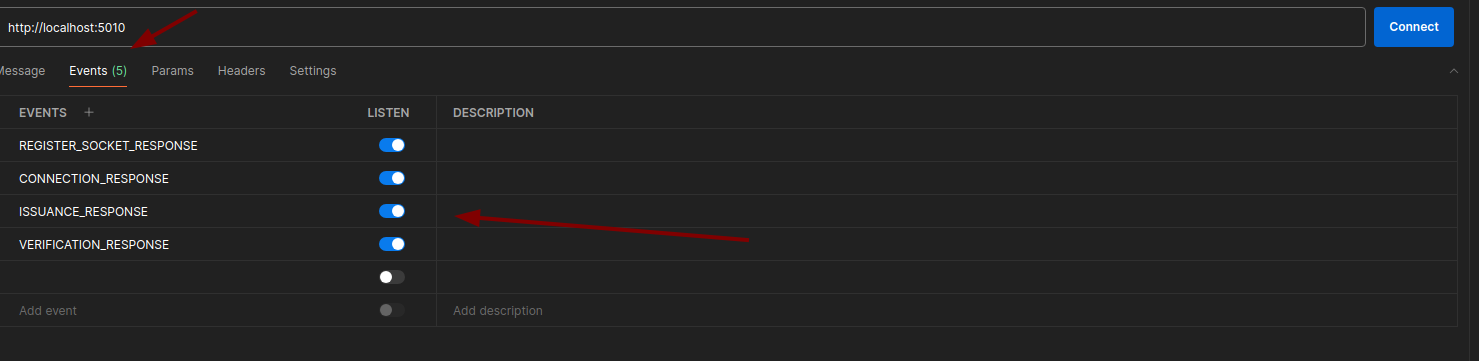 http://localhost:5010
Connect
Message Events (5) Params Headers Settings
EVENTS + LISTEN DESCRIPTION
REGISTER_SOCKET_RESPONSE
CONNECTION_RESPONSE
ISSUANCE_RESPONSE
VERIFICATION_RESPONSE
Add event Add description